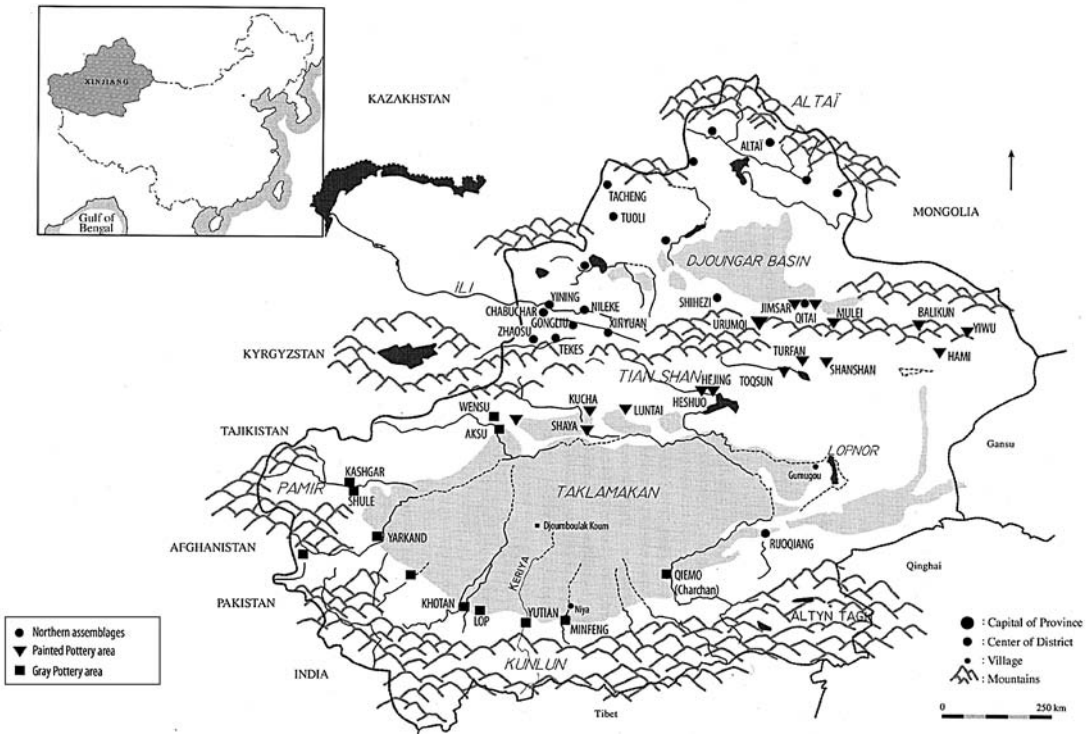 XINJIANG
Gulf of
Bengal
KAZAKHSTAN
ALTAÏ
ALTAÏ
TACHENG
TUOLI
MONGOLIA
DJOUNGAR BASIN
iLI
YINING
CHABUCHAR
NILEKE
GONGLIU
ZHAOSU
XINYUAN
TEKES
SHIHEZI
JIMSAR
QITAI
MULEI
URUMQI
BALIKUN
YIWU
KYRGYZSTAN
TURFAN
HAMI
SHANSHAN
TIAN SHAN
HEJING
TOQSUN
HESHUO
KUCHA
LUNTAI
WENSU
SHAYA
AKSU
TAJIKISTAN
LOPNOR
Gansu
Gumugou
KASHGAR
PAMIR
SHULE
TAKLAMAKAN
Djoumboulak Koum
YARKAND
RUOQIANG
AFGHANISTAN
Qinghai
KERIYA
QIEMO
(Charchan)
PAKISTAN
KHOTAN
LOP
YUTIAN
Niya
MINFENG
ALTYN TAGH
INDIA
KUNLUN
Tibet
Northern assemblages
Painted Pottery area
Gray Pottery area
: Capital of Province
: Center of District
: Village
: Mountains
0 250 km